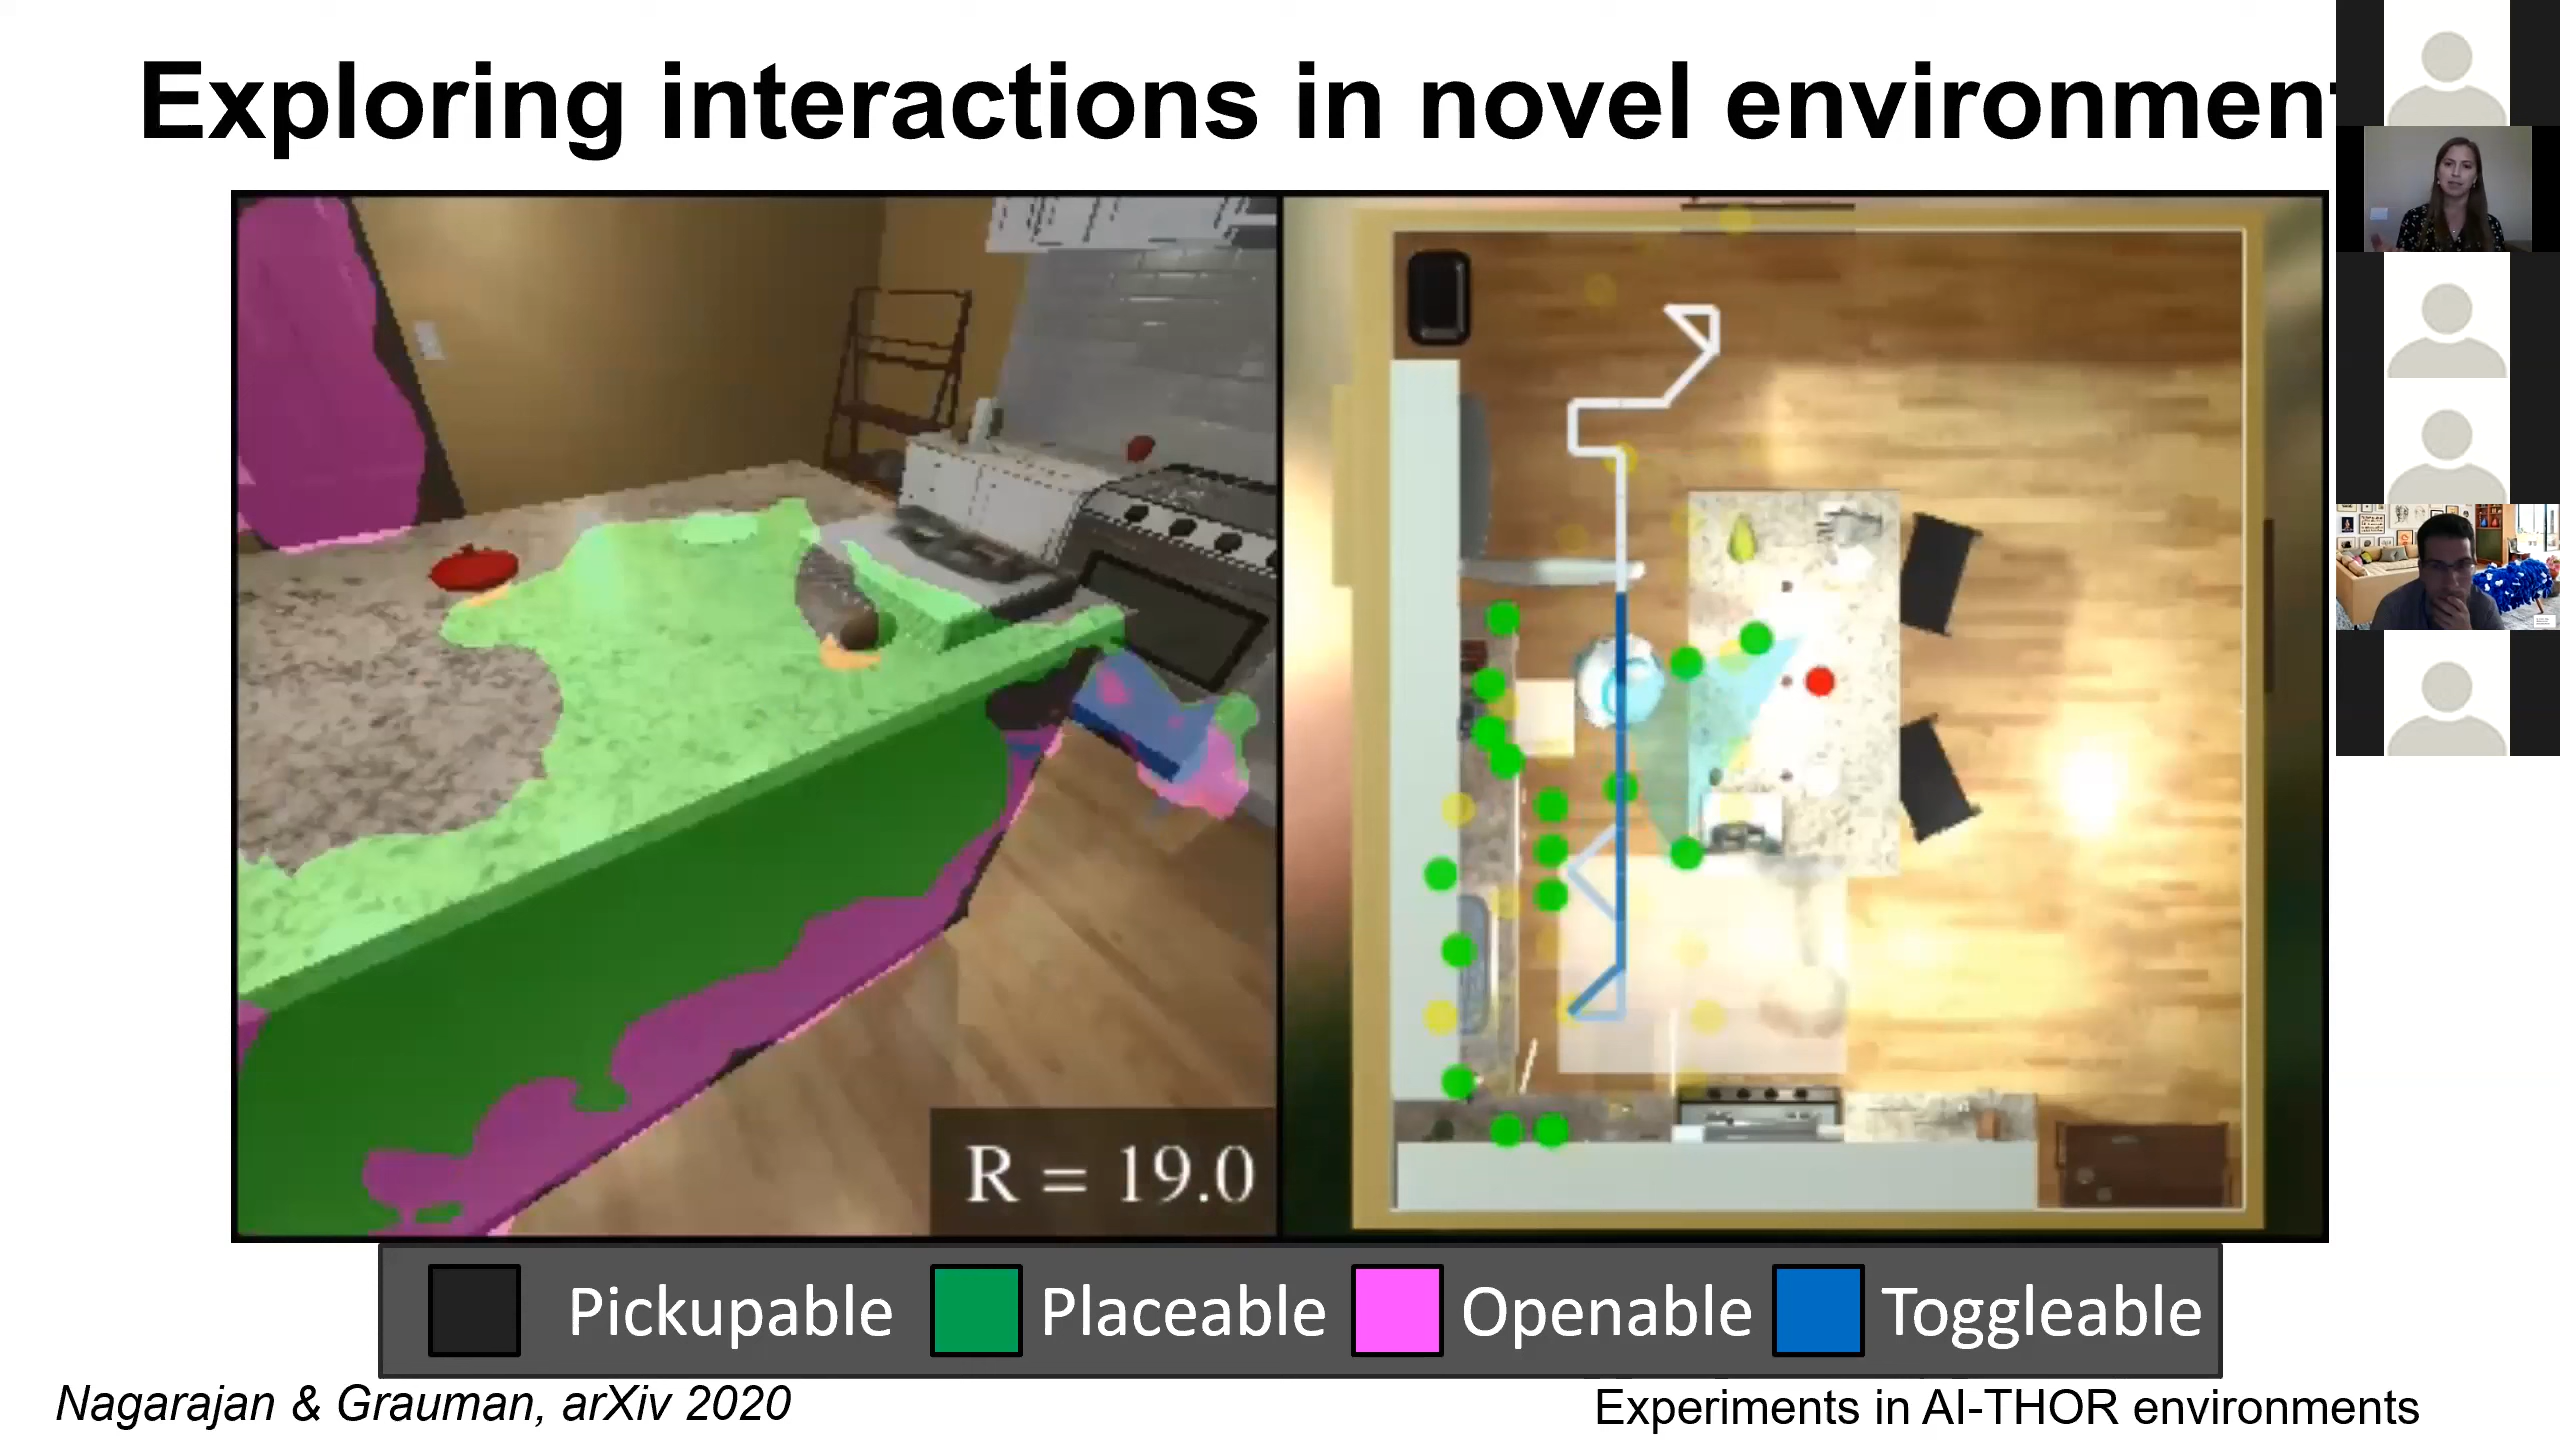 Exploring interactions in novel environment
R = 19.0
Pickupable
Placeable
Openable
Toggleable
Nagarajan & Grauman, arXiv 2020
Experiments in AI-THOR environments